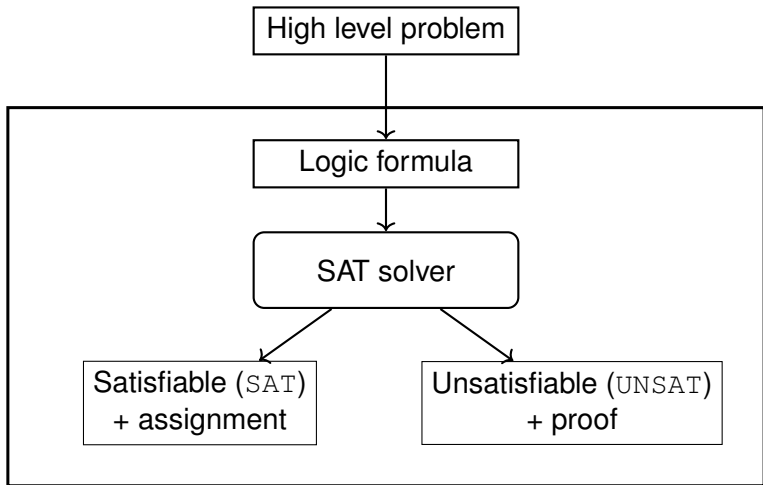 High level problem
Logic formula
SAT solver
Satisfiable (SAT)
+ assignment
Unsatisfiable (UNSAT)
+ proof